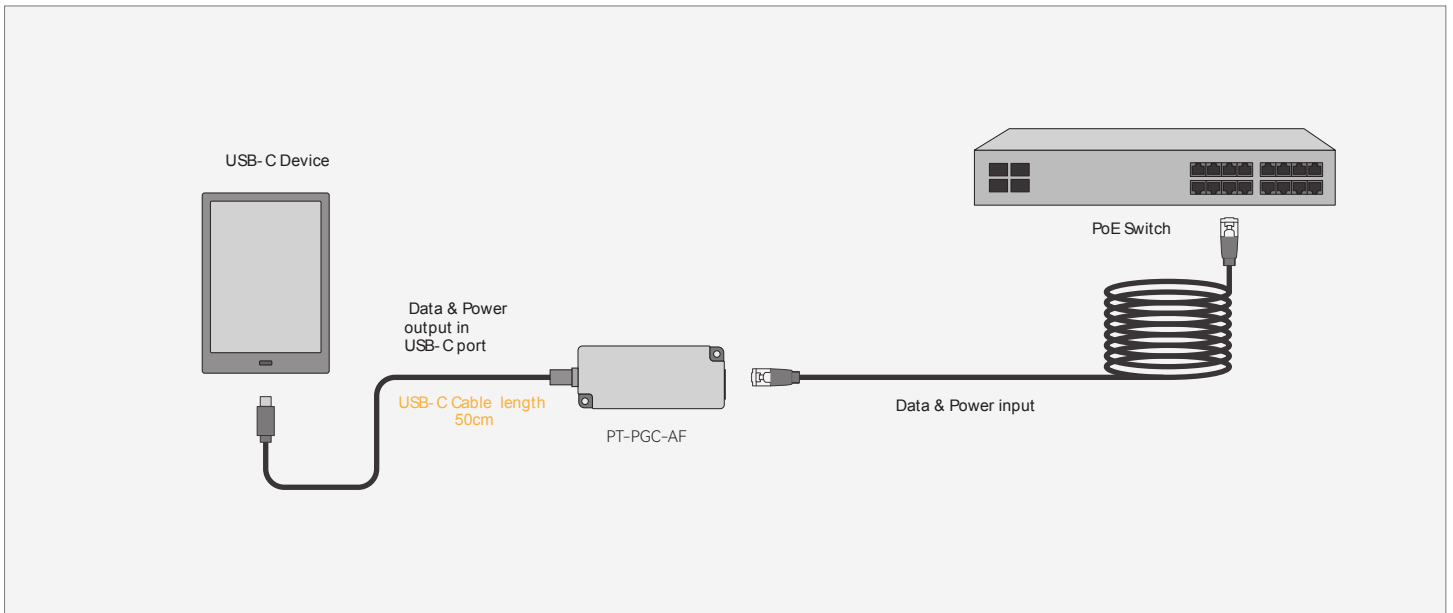 USB-C Device
PoE Switch
Data & Power
output in
USB-C port
USB-C Cable length
50cm
PT-PGC-AF
Data & Power input